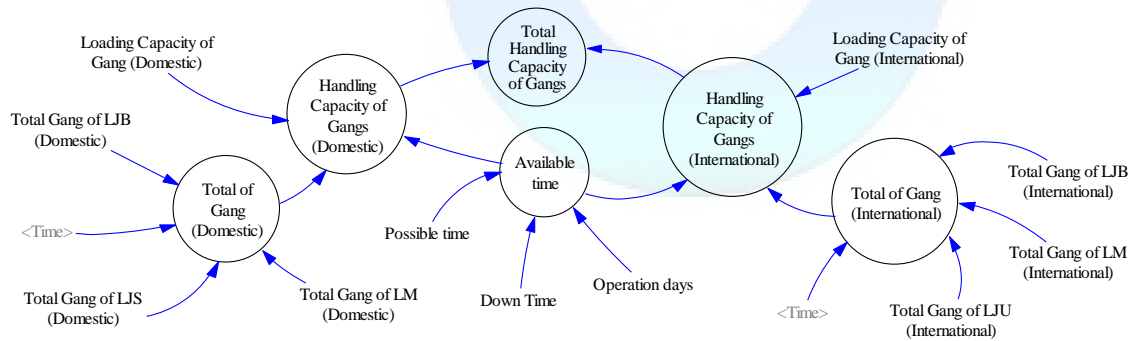 Loading Capacity of
Gang (Domestic)
Total
Handling
Capacity
of Gangs
Loading Capacity of
Gang (International)
Handling
Capacity of
Gangs
(Domestic)
Handling
Capacity of
Gangs
(International)
Total Gang of LJB
(Domestic)
Available
time
Total of
Gang
(Domestic)
Total of Gang
(International)
Total Gang of LJB
(International)
<Time>
Possible time
Total Gang of LM
(International)
Total Gang of LJS
(Domestic)
Total Gang of LM
(Domestic)
Down Time
Operation days
<Time>
Total Gang of LJU
(International)